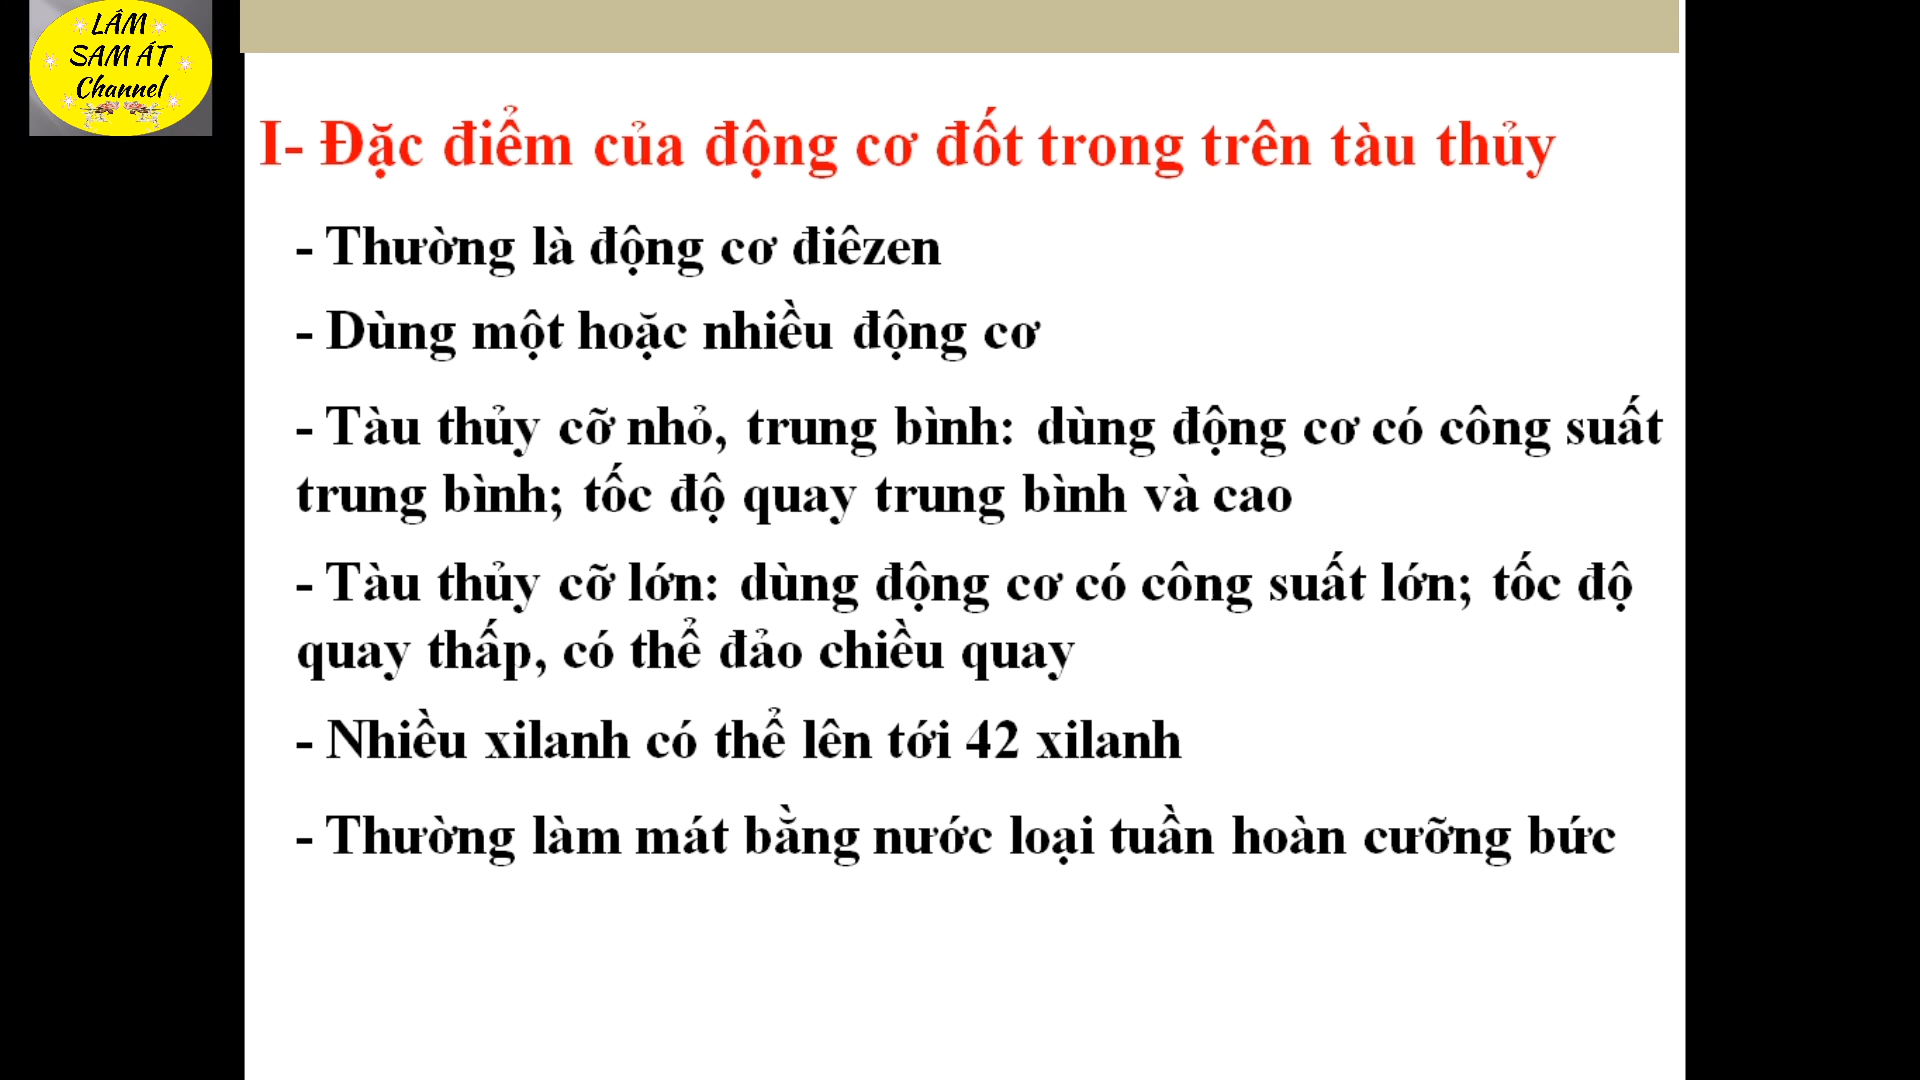 LÂM
SAM ÁT
Channel
I- Đặc điểm của động cơ đốt trong trên tàu thủy
- Thường là động cơ điêzen
- Dùng một hoặc nhiều động cơ
- Tàu thủy cỡ nhỏ, trung bình: dùng động cơ có công suất
trung bình; tốc độ quay trung bình và cao
- Tàu thủy cỡ lớn: dùng động cơ có công suất lớn; tốc độ
quay thấp, có thể đảo chiều quay
- Nhiều xilanh có thể lên tới 42 xilanh
- Thường làm mát bằng nước loại tuần hoàn cưỡng bức